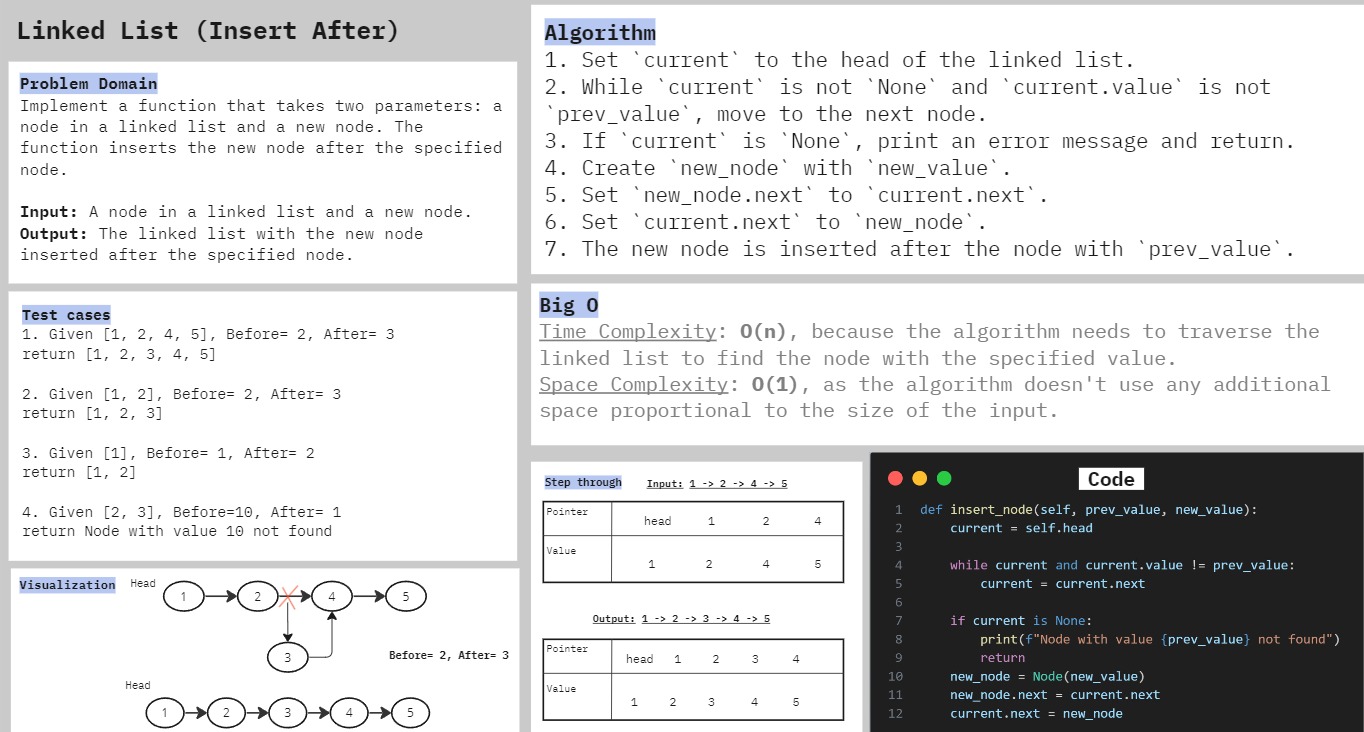 Linked List (Insert After)
Problem Domain
Implement a function that takes two parameters: a
node in a linked list and a new node. The
function inserts the new node after the specified
node.
Input: A node in a linked list and a new node.
Output: The linked list with the new node
inserted after the specified node.
Test cases
1. Given [1, 2, 4, 5], Before= 2, After= 3
return [1, 2, 3, 4, 5]
2. Given [1, 2], Before= 2, After= 3
return [1, 2, 3]
3. Given [1], Before= 1, After= 2
return [1, 2]
4. Given [2, 3], Before=10, After= 1
return Node with value 10 not found
Visualization
Head
1 2 4 5
3
Before= 2, After= 3
Head
1 2 3 4 5
Algorithm
1. Set `current` to the head of the linked list.
2. While `current` is not `None` and `current.value` is not
`prev_value`, move to the next node.
3. If `current` is `None`, print an error message and return.
4. Create `new_node` with `new_value`.
5. Set `new_node.next` to `current.next`.
6. Set `current.next` to `new_node`.
7. The new node is inserted after the node with `prev_value`.
Big O
Time Complexity: O(n), because the algorithm needs to traverse the
linked list to find the node with the specified value.
Space Complexity: O(1), as the algorithm doesn't use any additional
space proportional to the size of the input.
Step through
Input: 1 -> 2 -> 4 -> 5
Pointer head 1 2 4
Value 1 2 4 5
Output: 1 -> 2 -> 3 -> 4 -> 5
Pointer head 1 2 3 4
Value 1 2 3 4 5
Code
1 def insert_node(self, prev_value, new_value):
2 current = self.head
3
4 while current and current.value != prev_value:
5 current = current.next
6
7 if current is None:
8 print(f"Node with value {prev_value} not found")
9 return
10 new_node = Node(new_value)
11 new_node.next = current.next
12 current.next = new_node